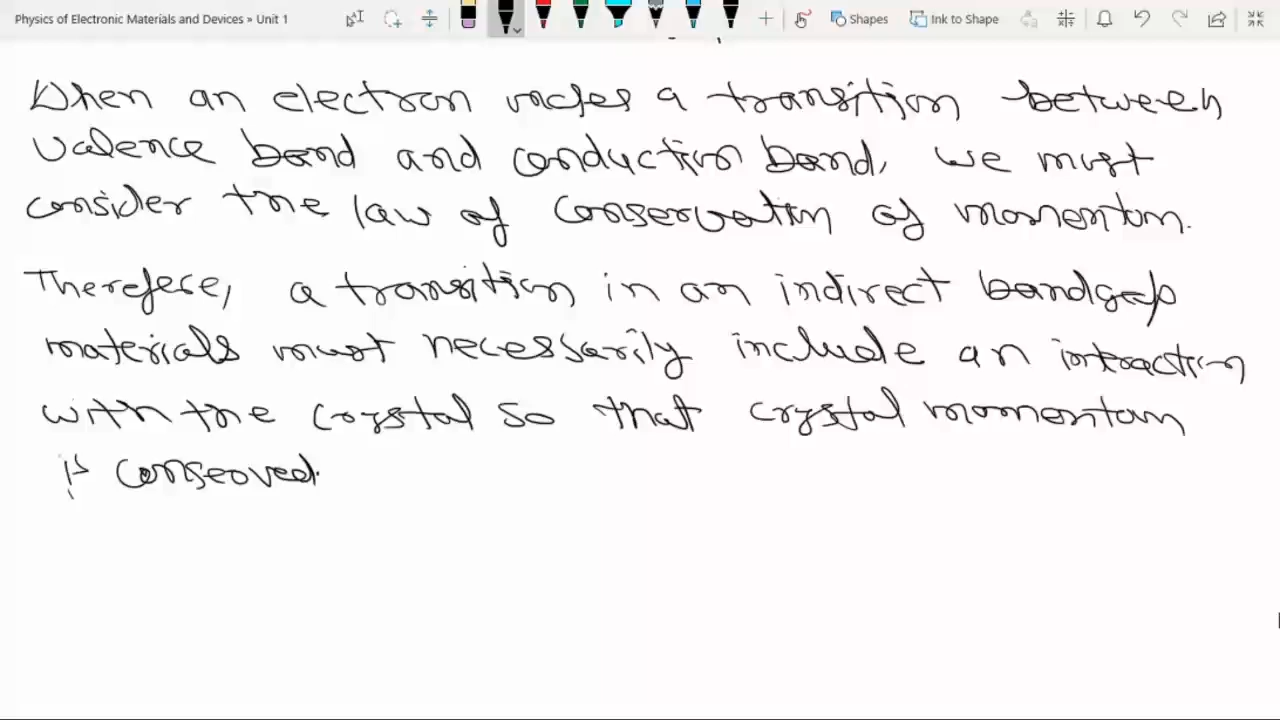 Physics of Electronic Materials and Devices » Unit 1
Shapes
Ink to Shape
When an electron makes a transition between
valence band and conduction band, we must
consider the law of conservation of momentum.
Therefore, a transition in an indirect bandgap
materials must necessarily include an interaction
with the crystal so that crystal momentum
is conserved.